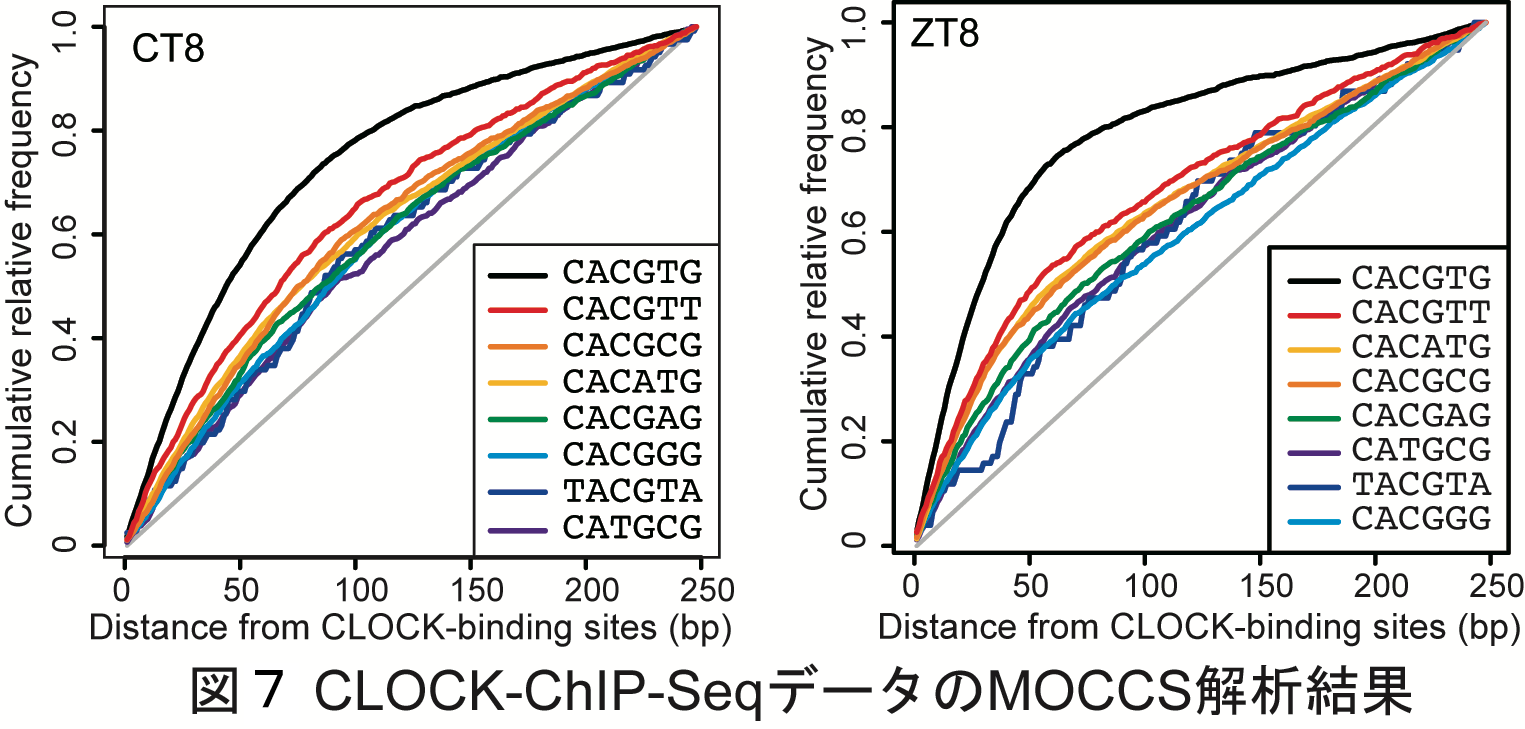 CT8
Cumulative relative frequency
1.0
0.8
0.6
0.4
0.2
0
CACGTG
CACGTT
CACGCG
CACATG
CACGAG
CACGGG
TACGTA
CATGCG
0 50 100 150 200 250
Distance from CLOCK-binding sites (bp)
ZT8
Cumulative relative frequency
1.0
0.8
0.6
0.4
0.2
0
CACGTG
CACGTT
CACATG
CACGCG
CACGAG
CATGCG
TACGTA
CACGGG
0 50 100 150 200 250
Distance from CLOCK-binding sites (bp)
図７ CLOCK-ChIP-SeqデータのMOCCS解析結果